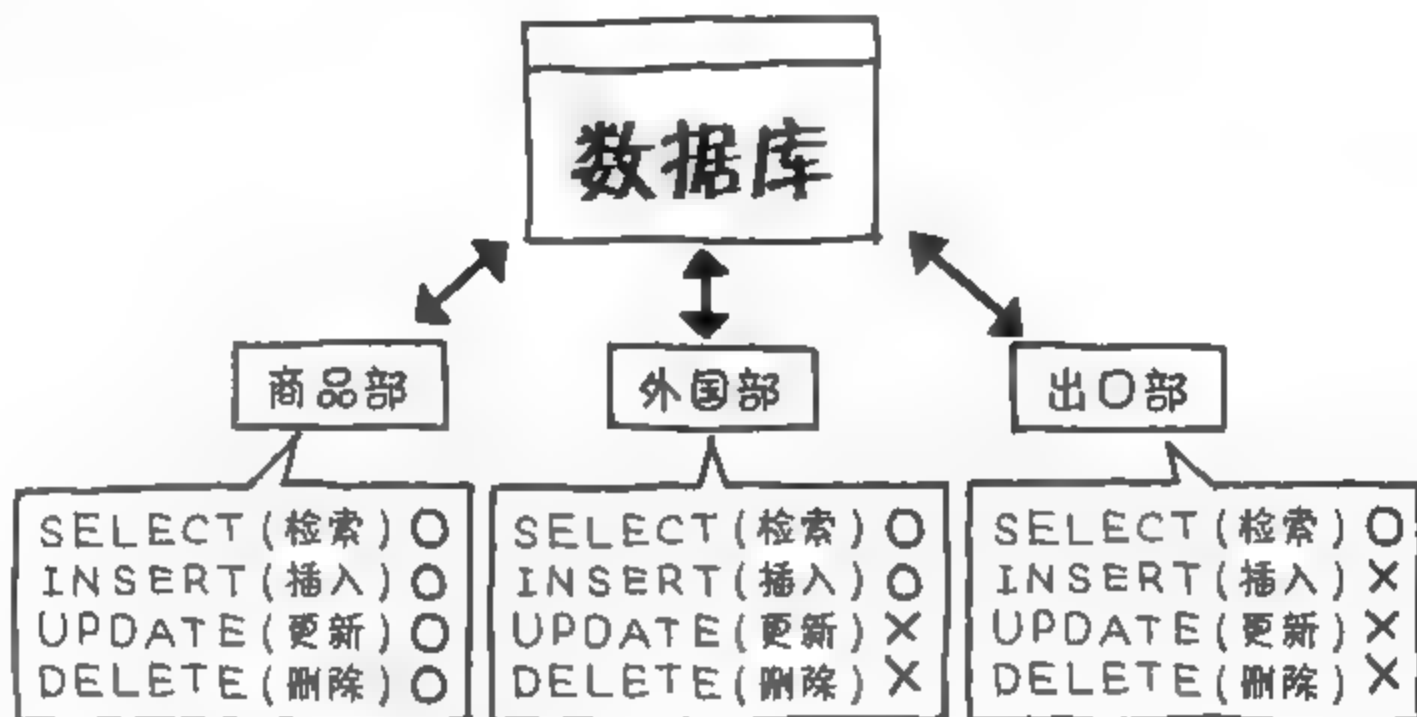 数据库
商品部
外国部
出口部
SELECT(检索)○
INSERT(插入)○
UPDATE(更新)○
DELETE(删除)○
SELECT(检索)○
INSERT(插入)○
UPDATE(更新)×
DELETE(删除)×
SELECT(检索)○
INSERT(插入)×
UPDATE(更新)×
DELETE(删除)×